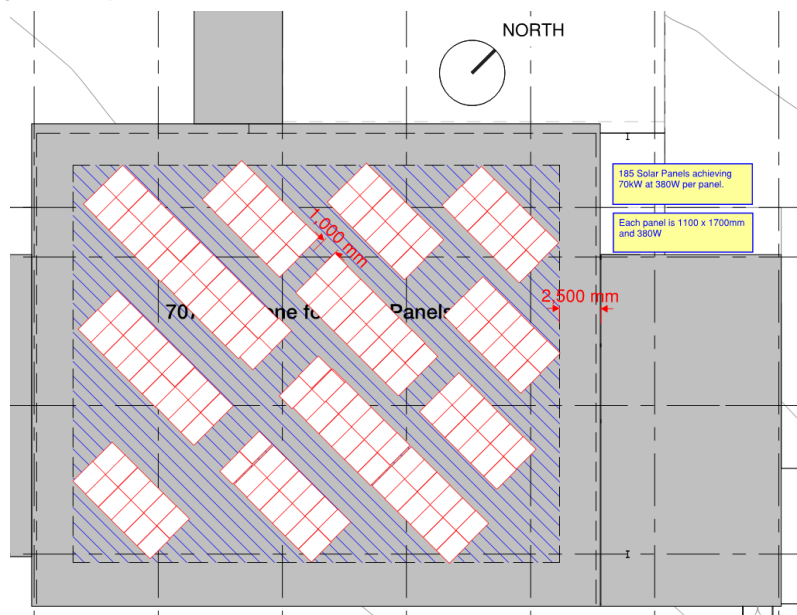 NORTH
185 Solar Panels achieving
70kW at 380W per panel.
Each panel is 1100 x 1700mm
and 380W
1,000 mm
2,500 mm
Panels